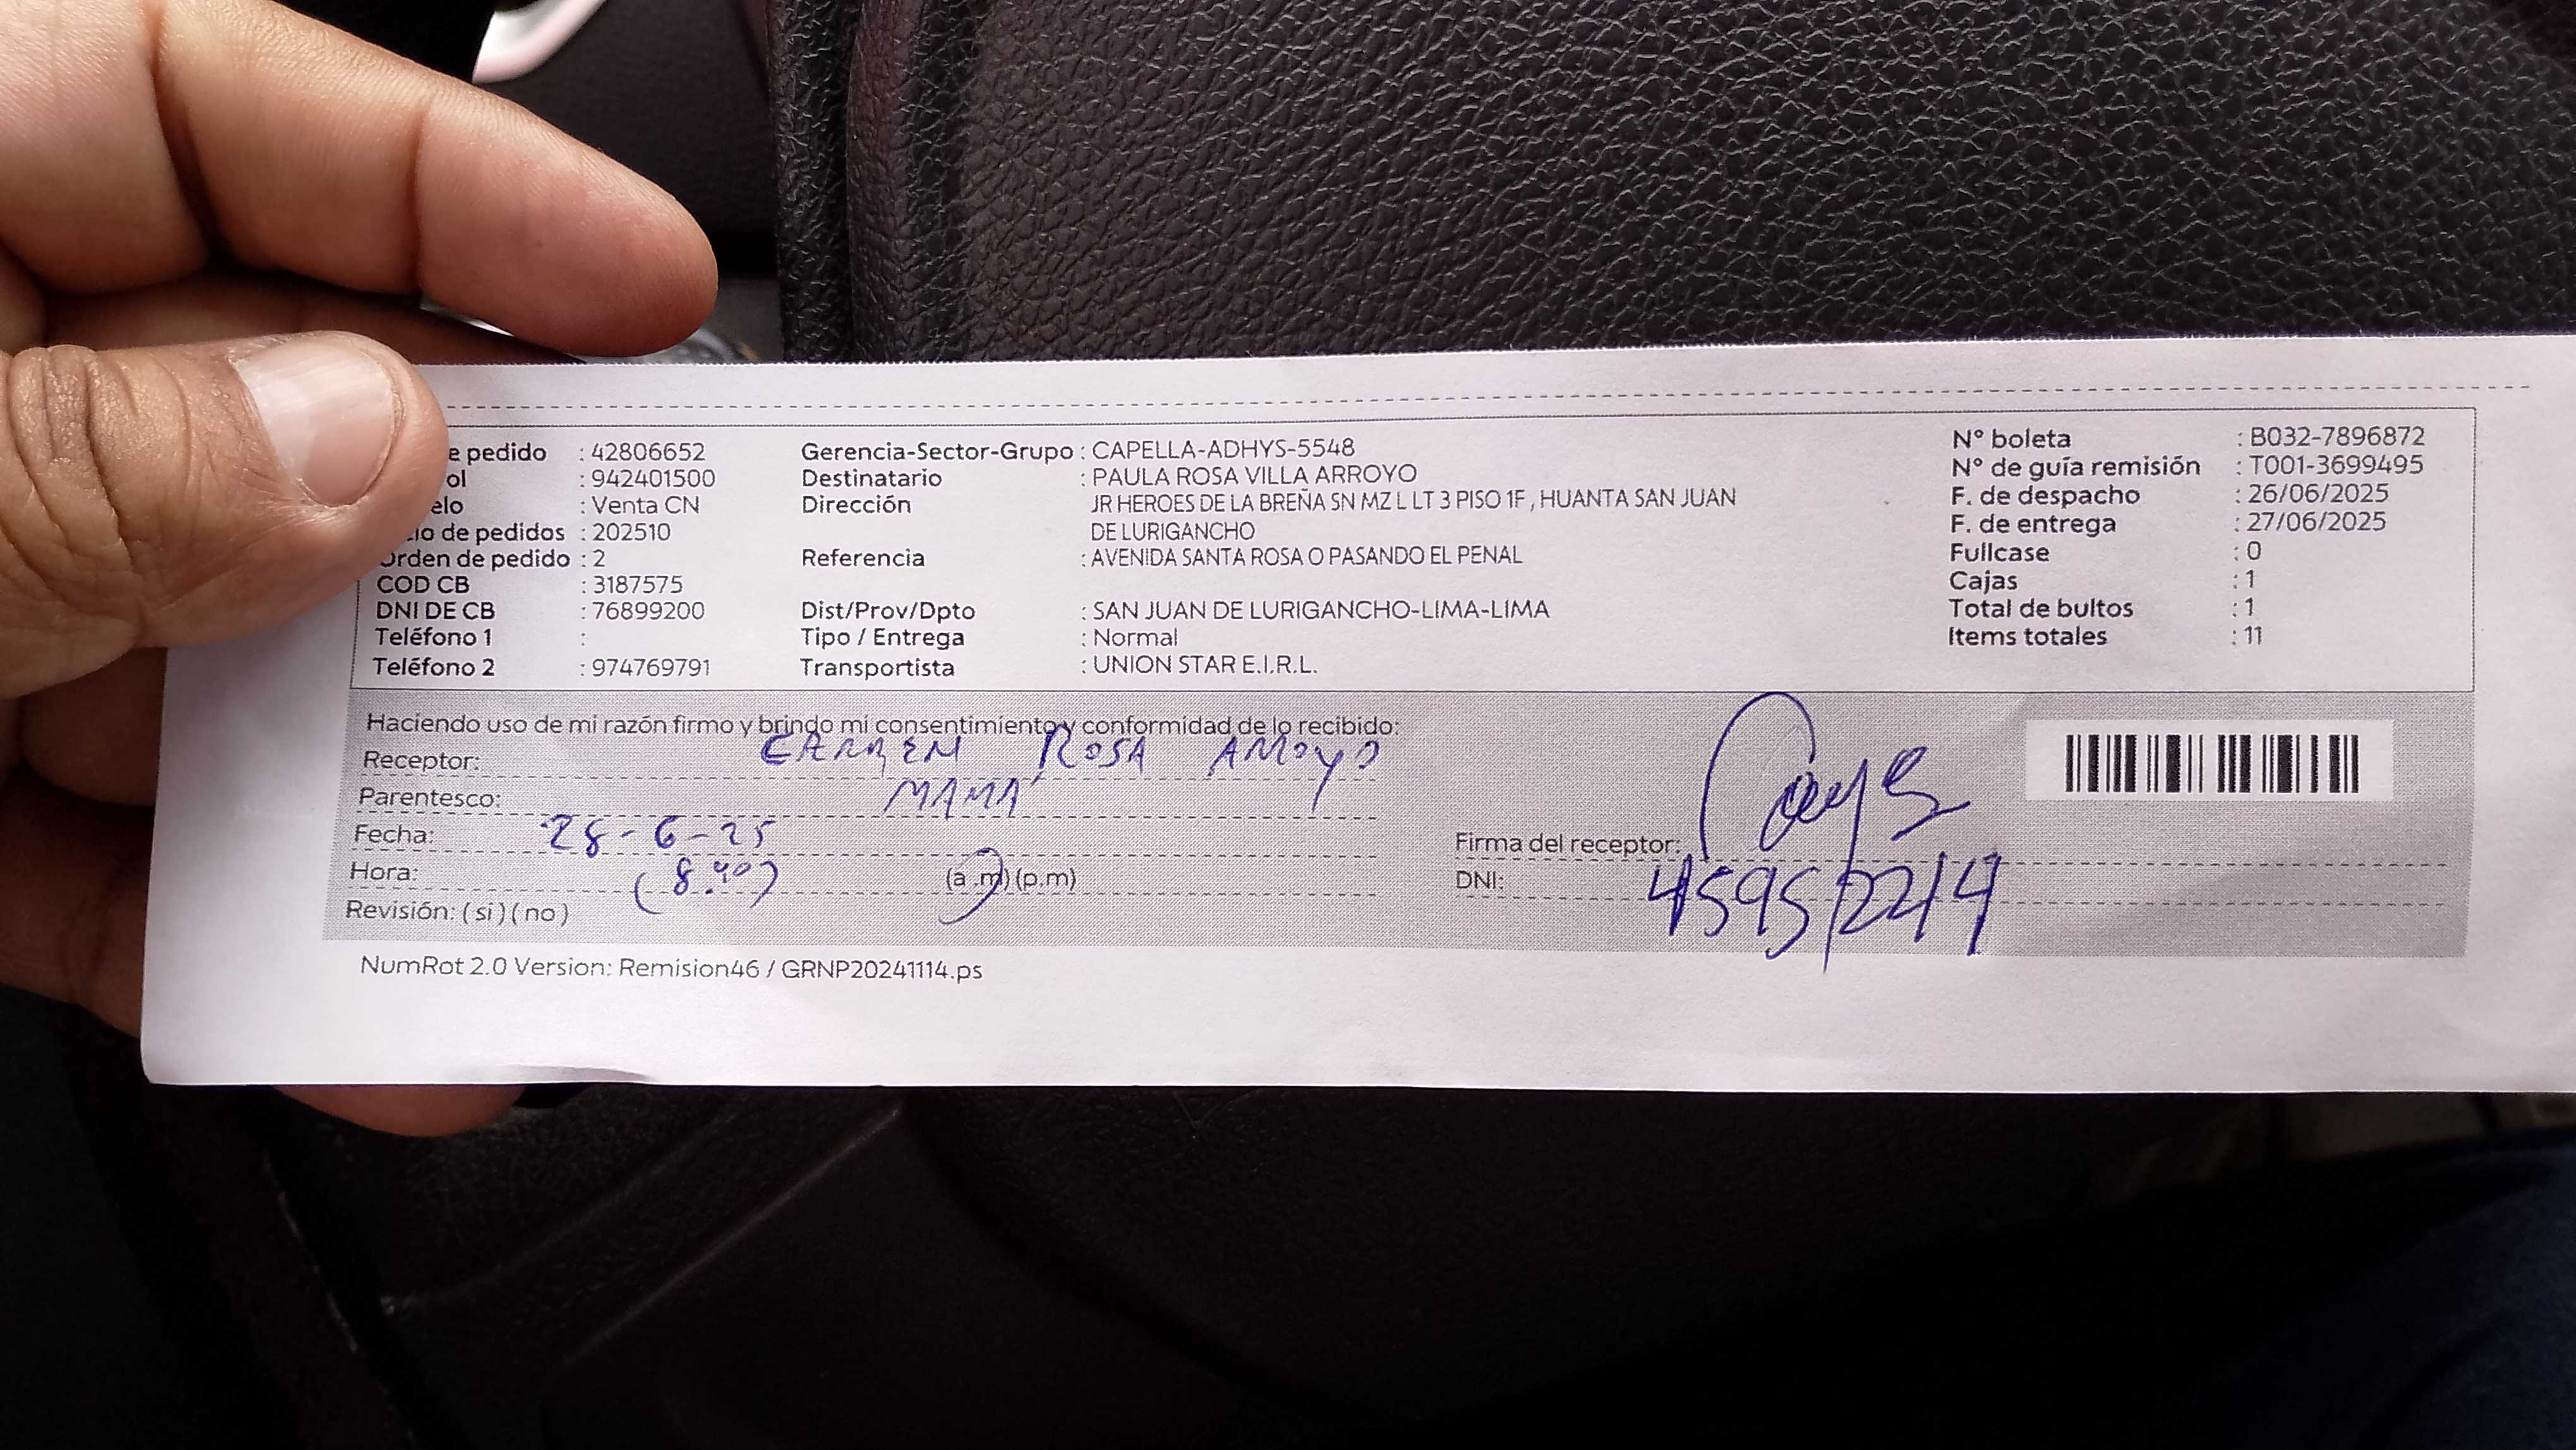 e pedido : 42806652
ol : 942401500
elo : Venta CN
io de pedidos : 202510
Orden de pedido : 2
COD CB : 3187575
DNI DE CB : 76899200
Teléfono 1 :
Teléfono 2 : 974769791
Gerencia-Sector-Grupo : CAPELLA-ADHYS-5548
Destinatario : PAULA ROSA VILLA ARROYO
Dirección JR HEROES DE LA BREÑA SN MZ L LT 3 PISO 1F , HUANTA SAN JUAN
DE LURIGANCHO
Referencia : AVENIDA SANTA ROSA O PASANDO EL PENAL
Dist/Prov/Dpto : SAN JUAN DE LURIGANCHO-LIMA-LIMA
Tipo / Entrega : Normal
Transportista : UNION STAR E.I.R.L.
N° boleta : B032-7896872
N° de guía remisión : T001-3699495
F. de despacho : 26/06/2025
F. de entrega : 27/06/2025
Fullcase : 0
Cajas : 1
Total de bultos : 1
Items totales : 11
Haciendo uso de mi razón firmo y brindo mi consentimiento y conformidad de lo recibido:
Receptor: CARMEN ROSA ARROYO
Parentesco: MAMÁ
Fecha: 28-6-25
Hora: (8.40) (a .m) (p.m)
Revisión: ( si ) ( no )
Firma del receptor:
DNI: 45952214
NumRot 2.0 Version: Remision46 / GRNP20241114.ps